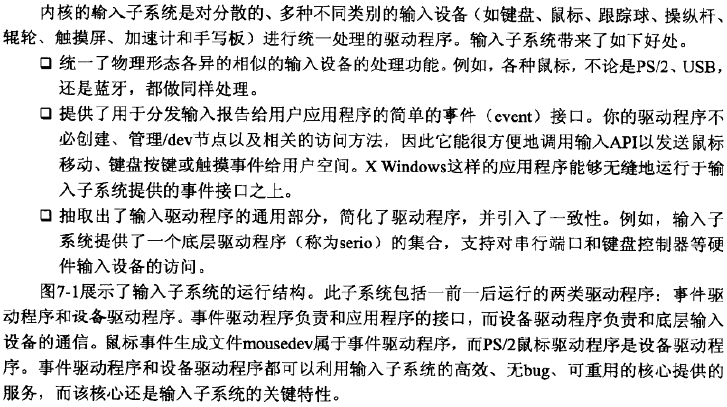 内核的输入子系统是对分散的、多种不同类别的输入设备（如键盘、鼠标、跟踪球、操纵杆、
辊轮、触摸屏、加速计和手写板）进行统一处理的驱动程序。输入子系统带来了如下好处。
❑ 统一了物理形态各异的相似的输入设备的处理功能。例如，各种鼠标，不论是PS/2、USB，
还是蓝牙，都做同样处理。
❑ 提供了用于分发输入报告给用户应用程序的简单的事件（event）接口。你的驱动程序不
必创建、管理/dev节点以及相关的访问方法，因此它能很方便地调用输入API以发送鼠标
移动、键盘按键或触摸事件给用户空间。X Windows这样的应用程序能够无缝地运行于输
入子系统提供的事件接口之上。
❑ 抽取出了输入驱动程序的通用部分，简化了驱动程序，并引入了一致性。例如，输入子
系统提供了一个底层驱动程序（称为serio）的集合，支持对串行端口和键盘控制器等硬
件输入设备的访问。
图7-1展示了输入子系统的运行结构。此子系统包括一前一后运行的两类驱动程序：事件驱
动程序和设备驱动程序。事件驱动程序负责和应用程序的接口，而设备驱动程序负责和底层输入
设备的通信。鼠标事件生成文件mousedev属于事件驱动程序，而PS/2鼠标驱动程序是设备驱动程
序。事件驱动程序和设备驱动程序都可以利用输入子系统的高效、无bug、可重用的核心提供的
服务，而该核心还是输入子系统的关键特性。